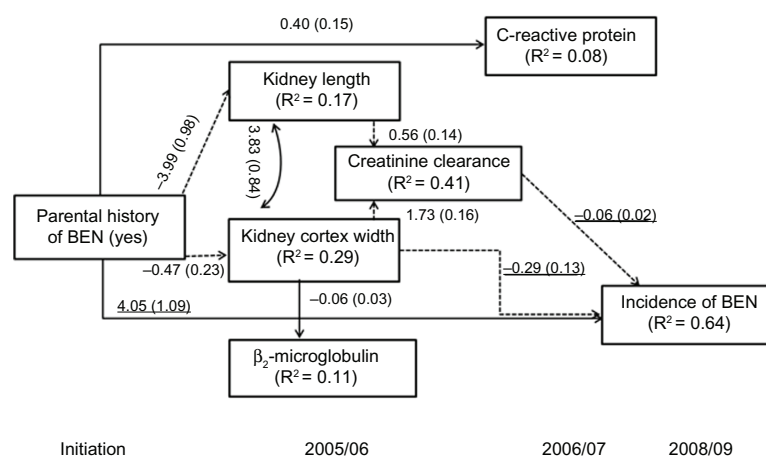 0.40 (0.15)
C-reactive protein
(R² = 0.08)
Kidney length
(R² = 0.17)
–3.99 (0.98)
3.83
(0.84)
0.56 (0.14)
Creatinine clearance
(R² = 0.41)
Parental history
of BEN (yes)
–0.47 (0.23)
Kidney cortex width
(R² = 0.29)
1.73 (0.16)
–0.06 (0.02)
–0.29 (0.13)
4.05 (1.09)
–0.06 (0.03)
Incidence of BEN
(R² = 0.64)
β₂-microglobulin
(R² = 0.11)
Initiation 2005/06 2006/07 2008/09